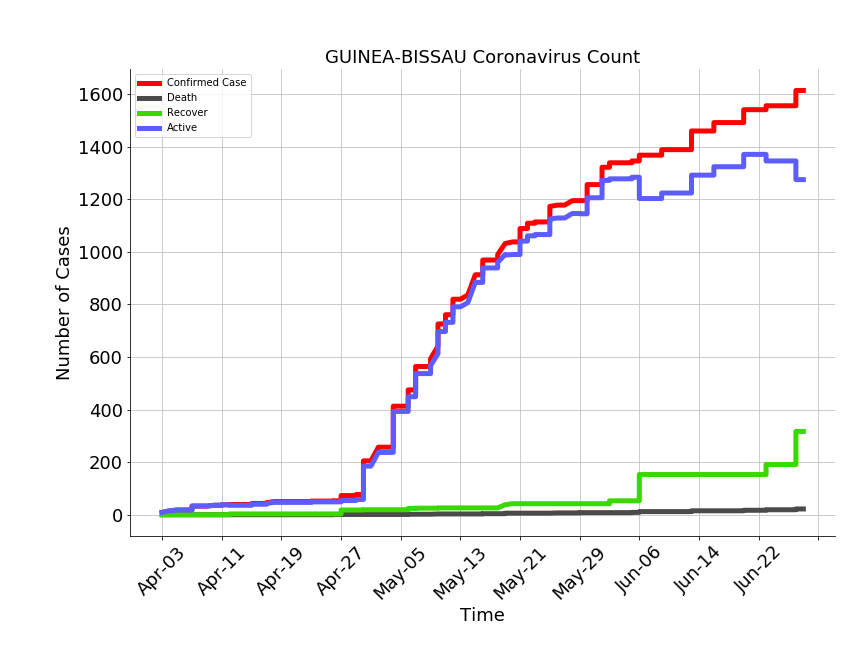 GUINEA-BISSAU Coronavirus Count
Confirmed Case
Death
Recover
Active
1600
1400
1200
1000
800
600
400
200
0
Number of Cases
Apr-03
Apr-11
Apr-19
Apr-27
May-05
May-13
May-21
May-29
Jun-06
Jun-14
Jun-22
Time